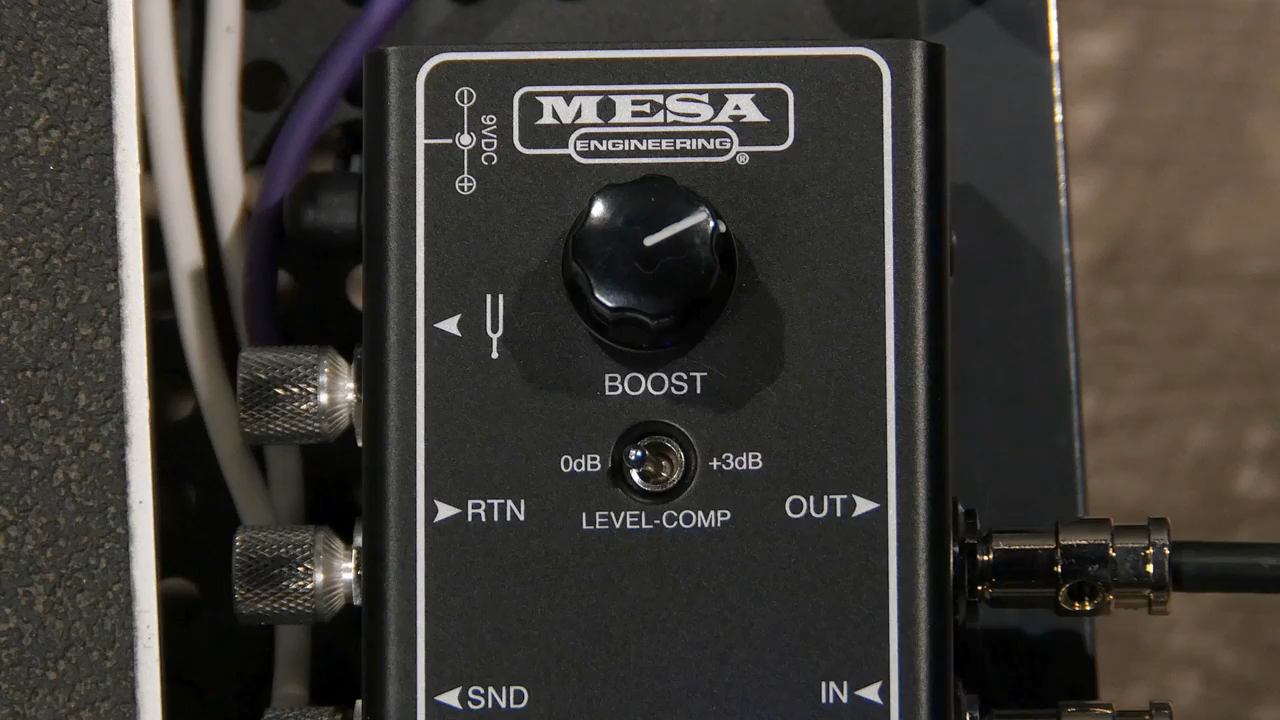 MESA
ENGINEERING®
9VDC
BOOST
0dB +3dB
LEVEL-COMP
RTN
OUT
SND
IN